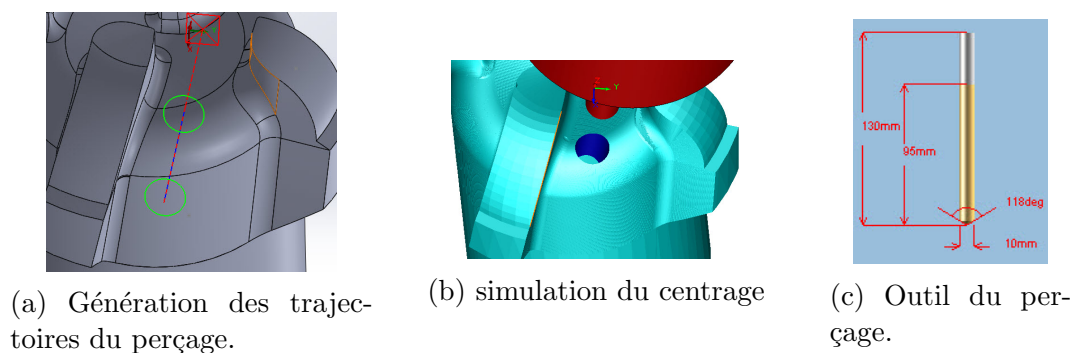 Z
Y
130mm
95mm
118deg
10mm
(a) Génération des trajec-
toires du perçage.
(b) simulation du centrage
(c) Outil du per-
çage.